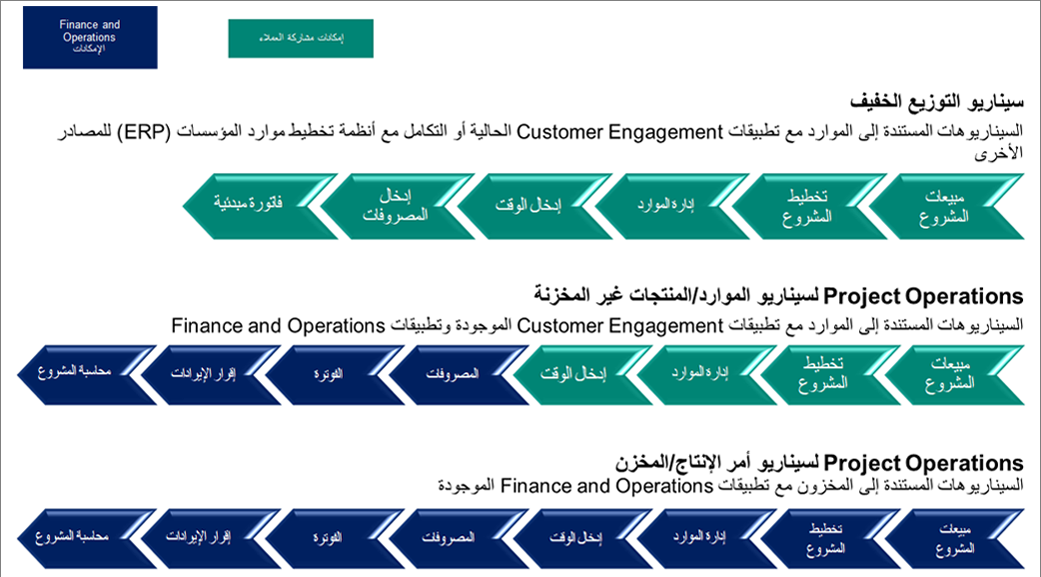 Finance and
Operations
الإمكانات
إمكانات مشاركة العملاء
سيناريو التوزيع الخفيف
السيناريوهات المستندة إلى الموارد مع تطبيقات Customer Engagement الحالية أو التكامل مع أنظمة تخطيط موارد المؤسسات (ERP) للمصادر
الأخرى
مبيعات
المشروع
تخطيط
المشروع
إدارة الموارد
إدخال الوقت
إدخال
المصروفات
فاتورة مبدئية
Project Operations لسيناريو الموارد/المنتجات غير المخزنة
السيناريوهات المستندة إلى الموارد مع تطبيقات Customer Engagement الموجودة وتطبيقات Finance and Operations
مبيعات
المشروع
تخطيط
المشروع
إدارة الموارد
إدخال الوقت
المصروفات
الفوترة
إقرار الإيرادات
محاسبة المشروع
Project Operations لسيناريو أمر الإنتاج/المخزن
السيناريوهات المستندة إلى المخزون مع تطبيقات Finance and Operations الموجودة
مبيعات
المشروع
تخطيط
المشروع
إدارة الموارد
إدخال الوقت
المصروفات
الفوترة
إقرار الإيرادات
محاسبة المشروع